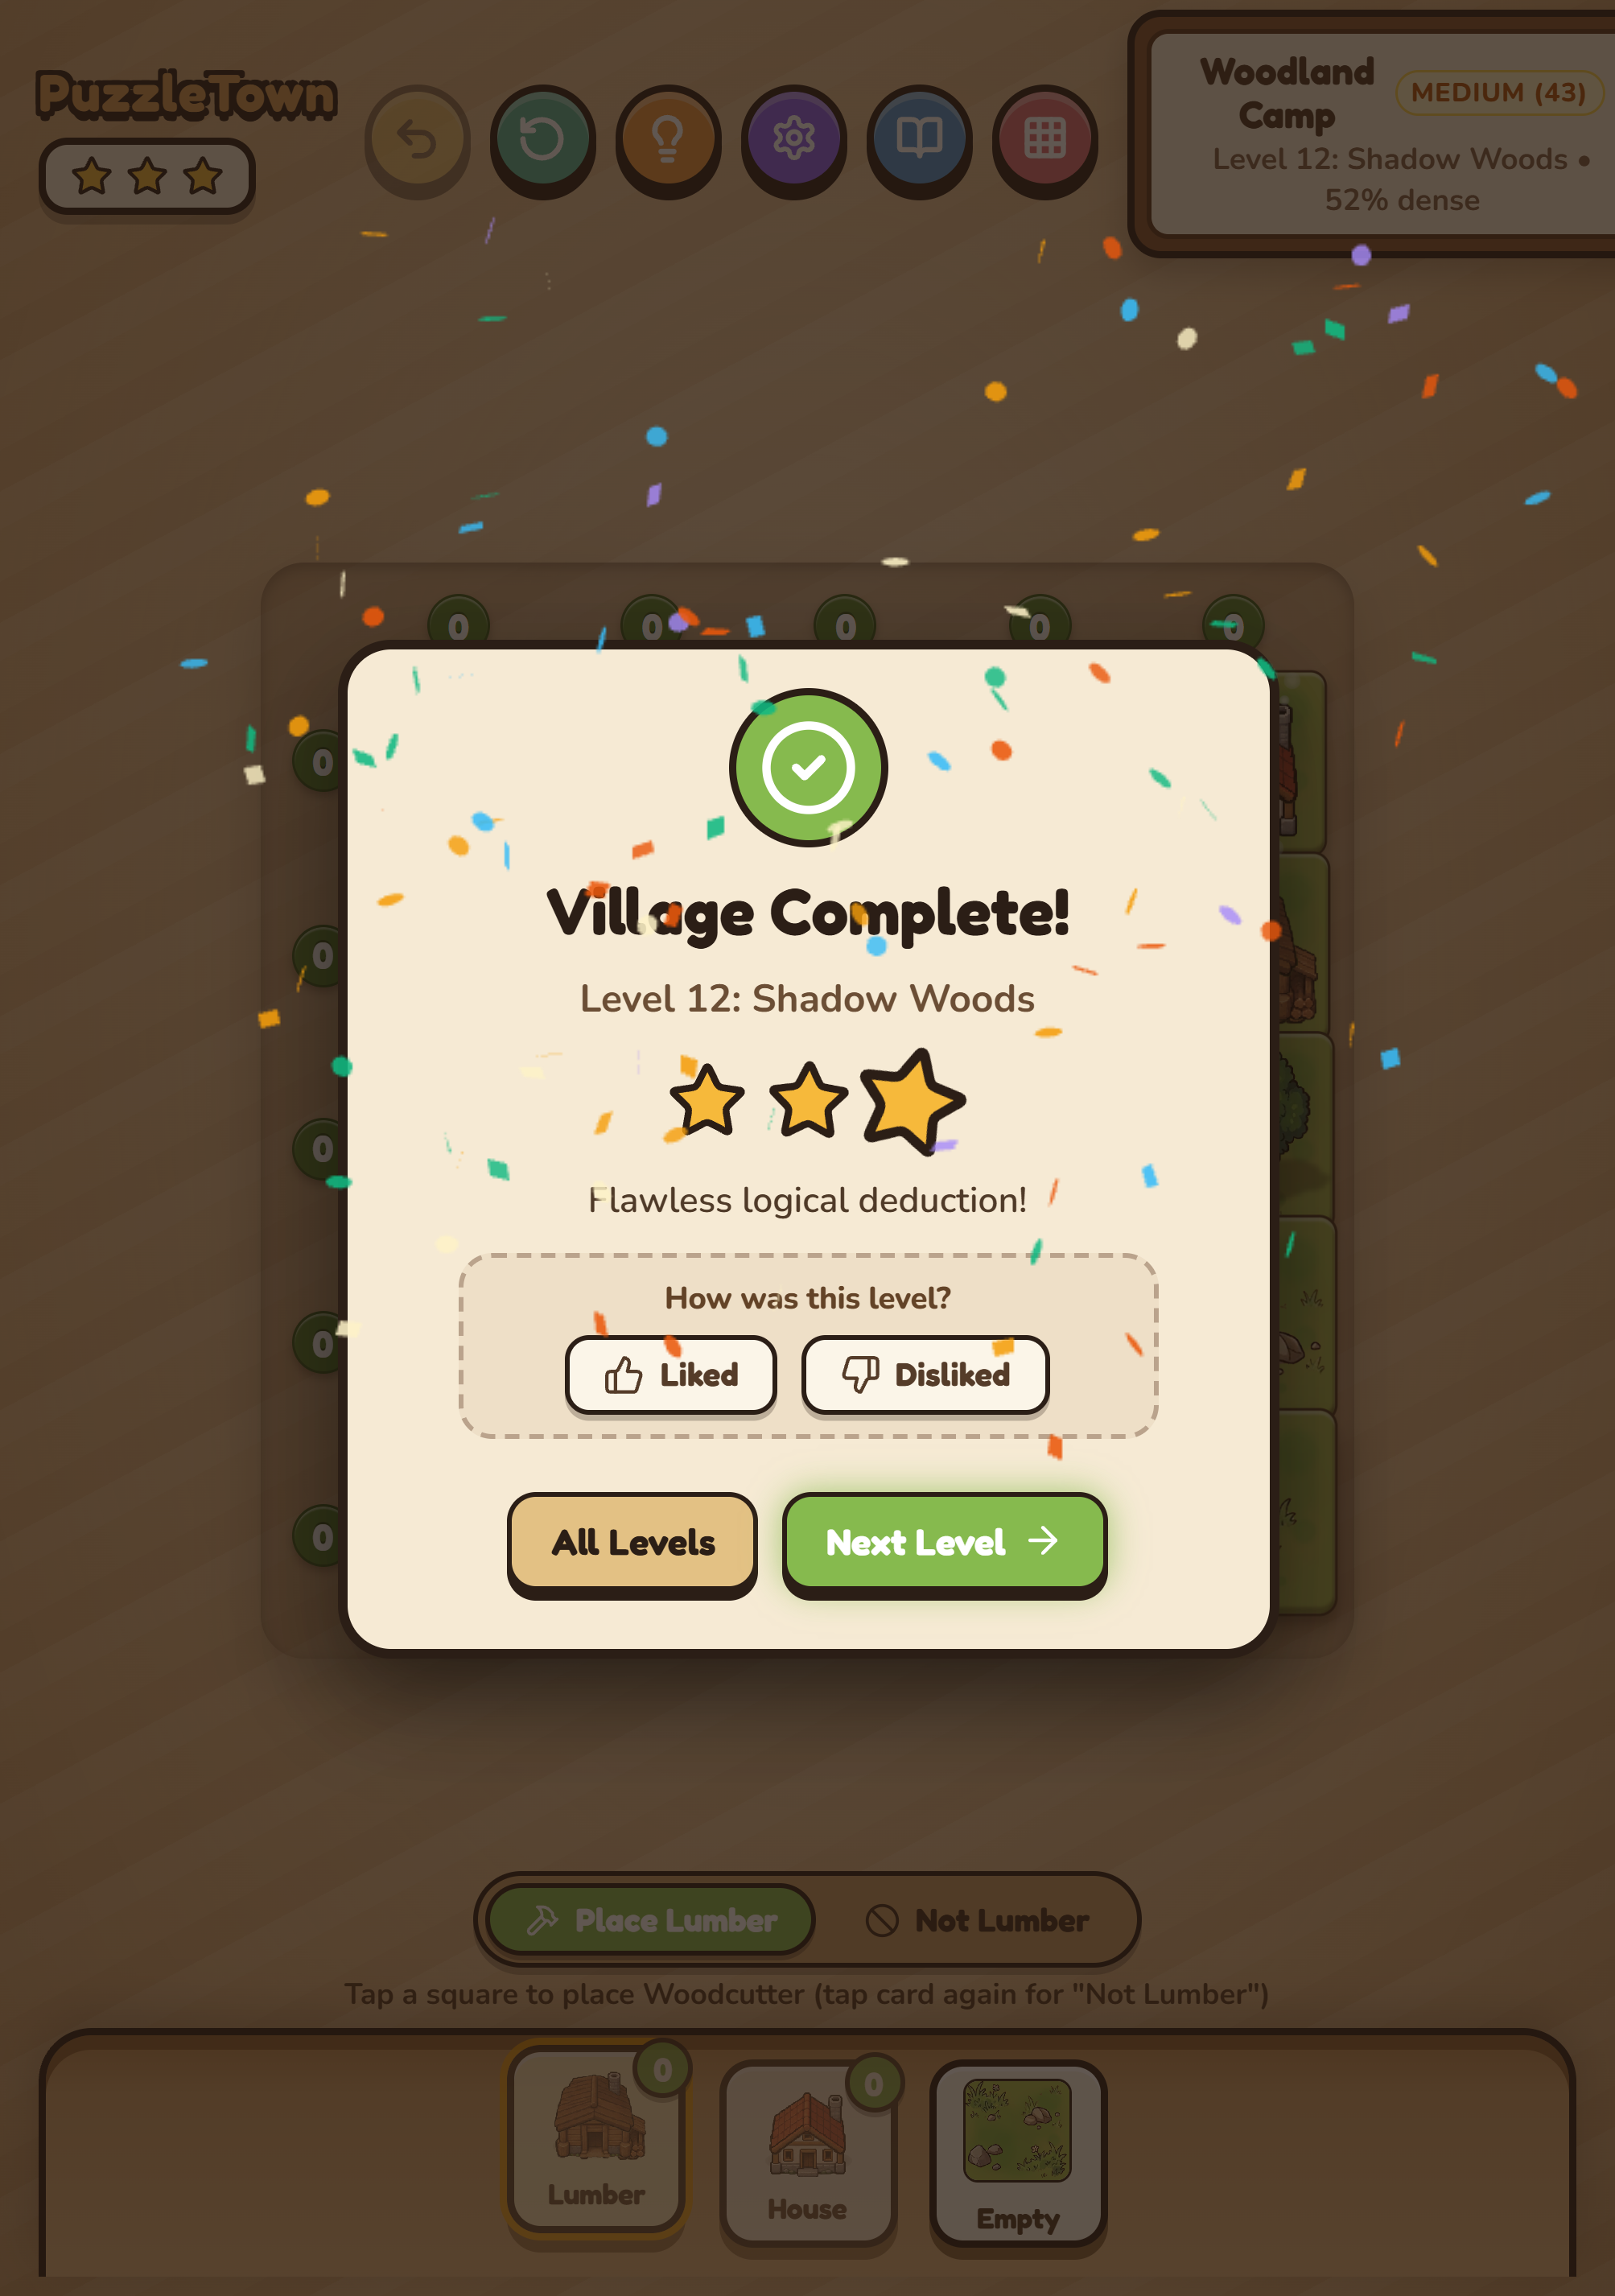 PuzzleTown
Woodland
Camp
MEDIUM (43)
Level 12: Shadow Woods •
52% dense
0 0 0 0 0
0
0
0
0
0
Village Complete!
Level 12: Shadow Woods
Flawless logical deduction!
How was this level?
Liked
Disliked
All Levels
Next Level
Place Lumber
Not Lumber
Tap a square to place Woodcutter (tap card again for "Not Lumber")
0
Lumber
0
House
Empty